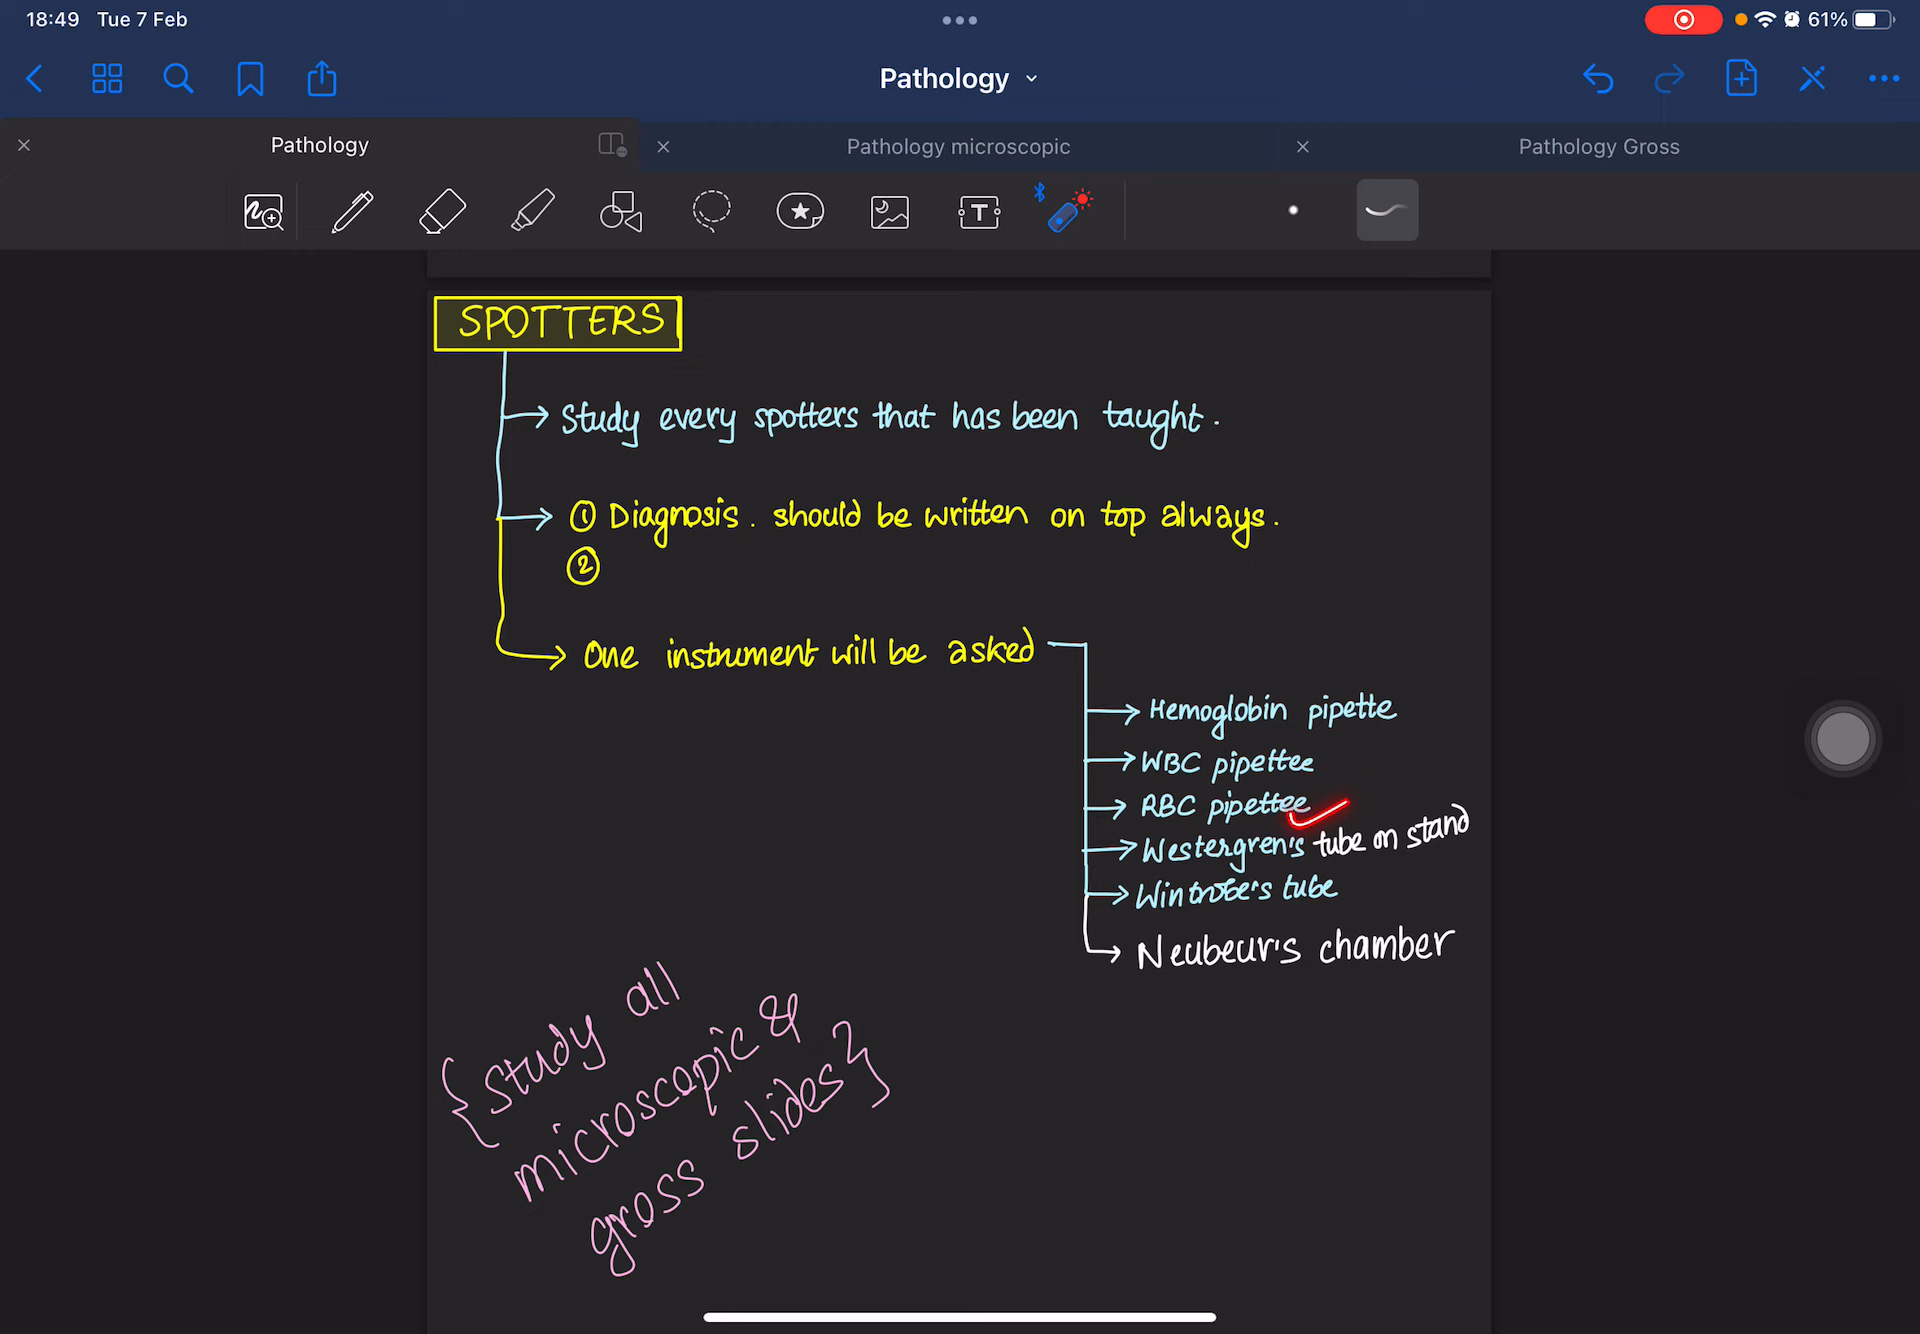 18:49 Tue 7 Feb
61%
Pathology
Pathology
Pathology microscopic
Pathology Gross
SPOTTERS
Study every spotters that has been taught.
① Diagnosis. should be written on top always.
②
One instrument will be asked
Hemoglobin pipette
WBC pipettee
RBC pipettee
Westergren's tube on stand
Wintrobe's tube
Neubeur's chamber
{study all
microscopic &
gross slides}